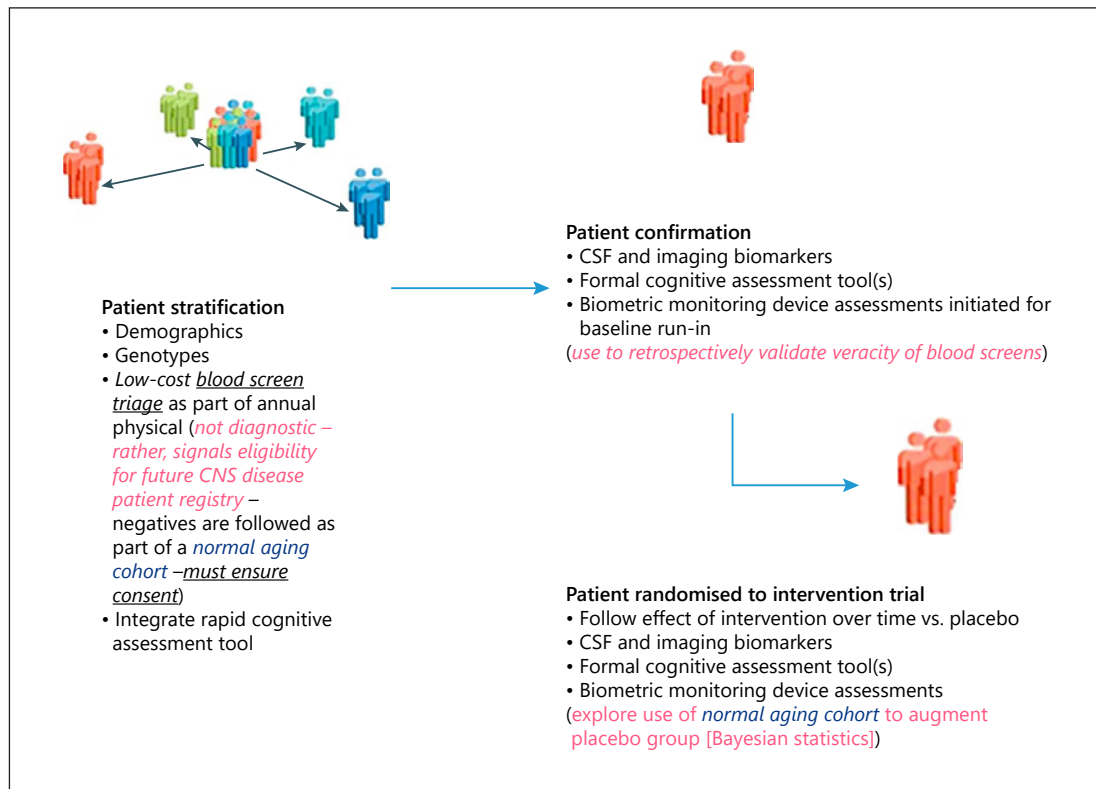 Patient stratification
• Demographics
• Genotypes
• Low-cost blood screen
triage as part of annual
physical (not diagnostic –
rather, signals eligibility
for future CNS disease
patient registry –
negatives are followed as
part of a normal aging
cohort –must ensure
consent)
• Integrate rapid cognitive
assessment tool
Patient confirmation
• CSF and imaging biomarkers
• Formal cognitive assessment tool(s)
• Biometric monitoring device assessments initiated for
baseline run-in
(use to retrospectively validate veracity of blood screens)
Patient randomised to intervention trial
• Follow effect of intervention over time vs. placebo
• CSF and imaging biomarkers
• Formal cognitive assessment tool(s)
• Biometric monitoring device assessments
(explore use of normal aging cohort to augment
placebo group [Bayesian statistics])